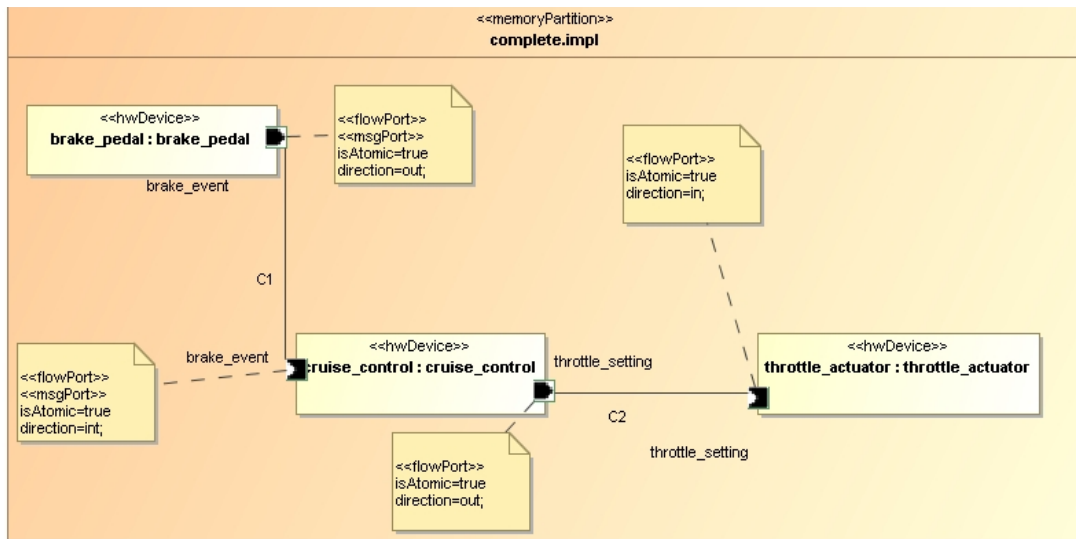 <<memoryPartition>>
complete.impl
<<hwDevice>>
brake_pedal : brake_pedal
brake_event
<<flowPort>>
<<msgPort>>
isAtomic=true
direction=out;
<<flowPort>>
isAtomic=true
direction=in;
C1
<<flowPort>>
<<msgPort>>
isAtomic=true
direction=int;
brake_event
<<hwDevice>>
cruise_control : cruise_control
throttle_setting
<<hwDevice>>
throttle_actuator : throttle_actuator
C2
throttle_setting
<<flowPort>>
isAtomic=true
direction=out;